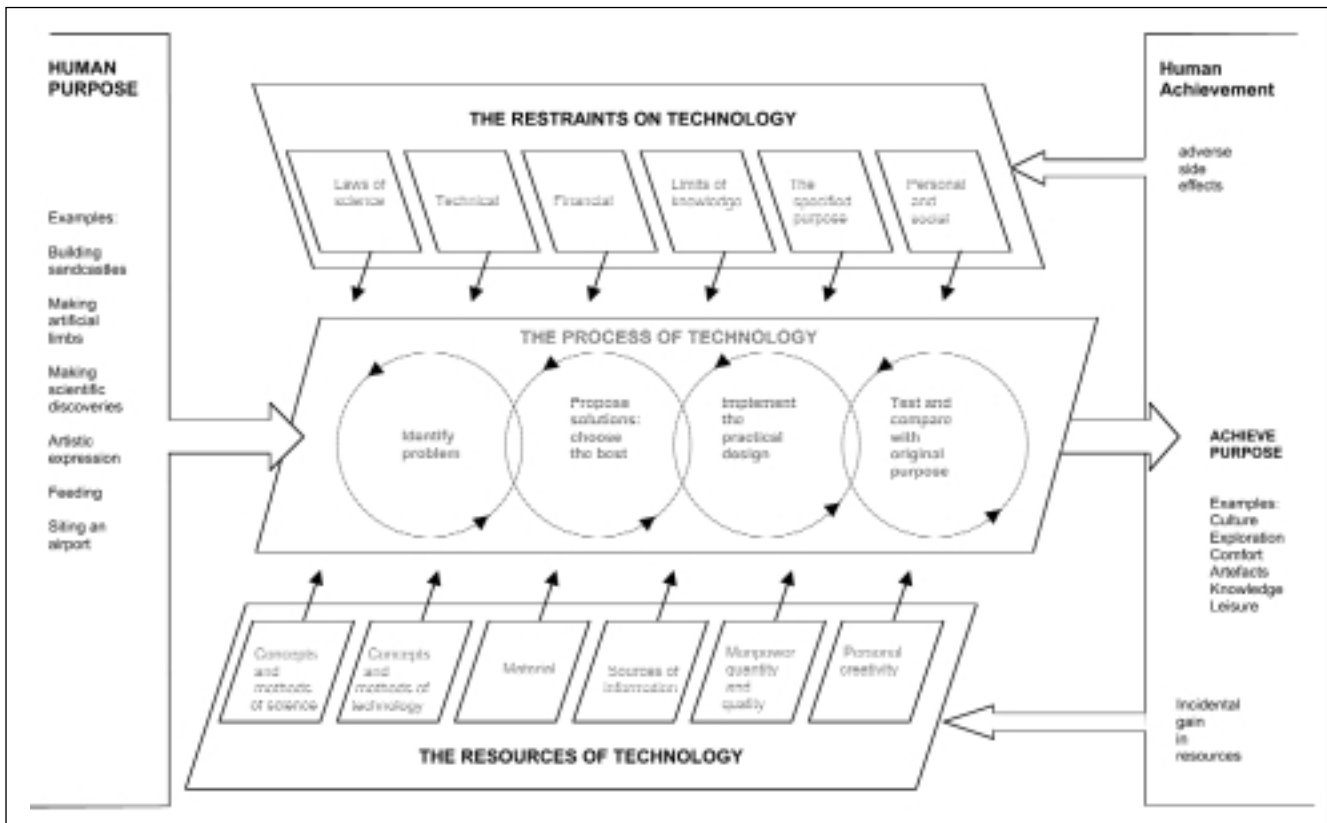 HUMAN
PURPOSE
Examples:
Building
sandcastles
Making
artificial
limbs
Making
scientific
discoveries
Artistic
expression
Feeding
Siting an
airport
THE RESTRAINTS ON TECHNOLOGY
Laws of
science
Technical
Financial
Limits of
knowledge
The
specified
purpose
Personal
and
social
THE PROCESS OF TECHNOLOGY
Identify
problem
Propose
solutions:
choose
the best
Implement
the
practical
design
Test and
compare
with
original
purpose
Concepts
and
methods
of science
Concepts
and
methods of
technology
Material
Sources of
information
Manpower
quantity
and
quality
Personal
creativity
THE RESOURCES OF TECHNOLOGY
Human
Achievement
adverse
side
effects
ACHIEVE
PURPOSE
Examples:
Culture
Exploration
Comfort
Artefacts
Knowledge
Leisure
Incidental
gain
in
resources